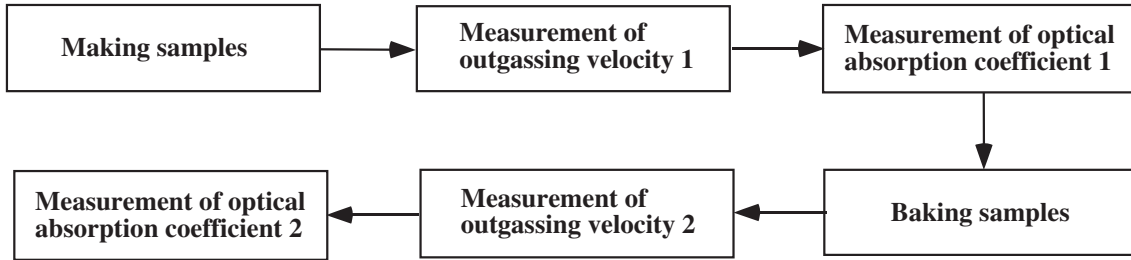 Making samples
Measurement of
outgassing velocity 1
Measurement of optical
absorption coefficient 1
Baking samples
Measurement of
outgassing velocity 2
Measurement of optical
absorption coefficient 2